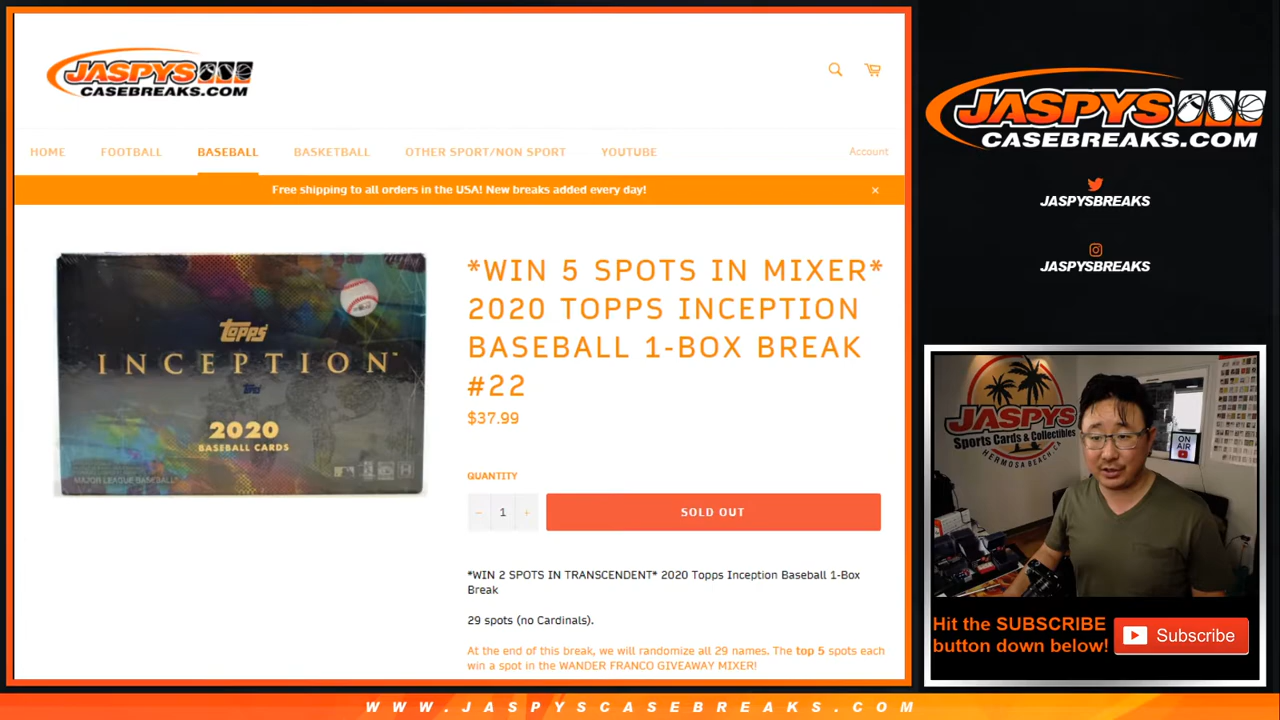 JASPYS
CASEBREAKS.COM
HOME
FOOTBALL
BASEBALL
BASKETBALL
OTHER SPORT/NON SPORT
YOUTUBE
Account
Free shipping to all orders in the USA! New breaks added every day!
×
topps
INCEPTION™
2020
BASEBALL CARDS
*WIN 5 SPOTS IN MIXER*
2020 TOPPS INCEPTION
BASEBALL 1-BOX BREAK
#22
$37.99
QUANTITY
− 1 +
SOLD OUT
*WIN 2 SPOTS IN TRANSCENDENT* 2020 Topps Inception Baseball 1-Box
Break
29 spots (no Cardinals).
At the end of this break, we will randomize all 29 names. The top 5 spots each
win a spot in the WANDER FRANCO GIVEAWAY MIXER!
JASPYS
CASEBREAKS.COM
JASPYSBREAKS
JASPYSBREAKS
JASPYS
Sports Cards & Collectibles
HERMOSA BEACH, CA
ON
AIR
Hit the SUBSCRIBE
button down below!
Subscribe
WWW.JASPYSCASEBREAKS.COM